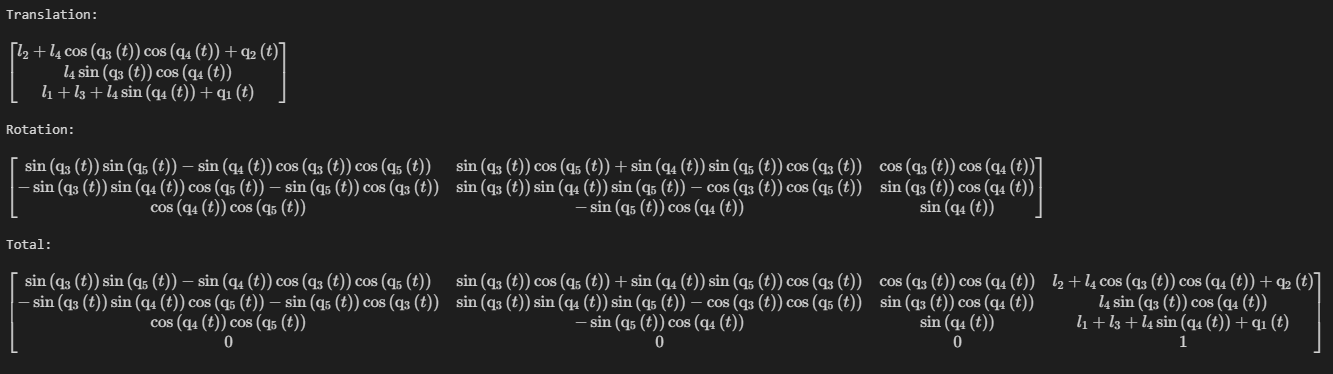 Translation:
[l₂ + l₄ cos (q₃ (t)) cos (q₄ (t)) + q₂ (t)]
[l₄ sin (q₃ (t)) cos (q₄ (t))]
[l₁ + l₃ + l₄ sin (q₄ (t)) + q₁ (t)]
Rotation:
[sin (q₃ (t)) sin (q₅ (t)) − sin (q₄ (t)) cos (q₃ (t)) cos (q₅ (t))   sin (q₃ (t)) cos (q₅ (t)) + sin (q₄ (t)) sin (q₅ (t)) cos (q₃ (t))   cos (q₃ (t)) cos (q₄ (t))]
[− sin (q₃ (t)) sin (q₄ (t)) cos (q₅ (t)) − sin (q₅ (t)) cos (q₃ (t))   sin (q₃ (t)) sin (q₄ (t)) sin (q₅ (t)) − cos (q₃ (t)) cos (q₅ (t))   sin (q₃ (t)) cos (q₄ (t))]
[cos (q₄ (t)) cos (q₅ (t))   − sin (q₅ (t)) cos (q₄ (t))   sin (q₄ (t))]
Total:
[sin (q₃ (t)) sin (q₅ (t)) − sin (q₄ (t)) cos (q₃ (t)) cos (q₅ (t))   sin (q₃ (t)) cos (q₅ (t)) + sin (q₄ (t)) sin (q₅ (t)) cos (q₃ (t))   cos (q₃ (t)) cos (q₄ (t))   l₂ + l₄ cos (q₃ (t)) cos (q₄ (t)) + q₂ (t)]
[− sin (q₃ (t)) sin (q₄ (t)) cos (q₅ (t)) − sin (q₅ (t)) cos (q₃ (t))   sin (q₃ (t)) sin (q₄ (t)) sin (q₅ (t)) − cos (q₃ (t)) cos (q₅ (t))   sin (q₃ (t)) cos (q₄ (t))   l₄ sin (q₃ (t)) cos (q₄ (t))]
[cos (q₄ (t)) cos (q₅ (t))   − sin (q₅ (t)) cos (q₄ (t))   sin (q₄ (t))   l₁ + l₃ + l₄ sin (q₄ (t)) + q₁ (t)]
[0   0   0   1]